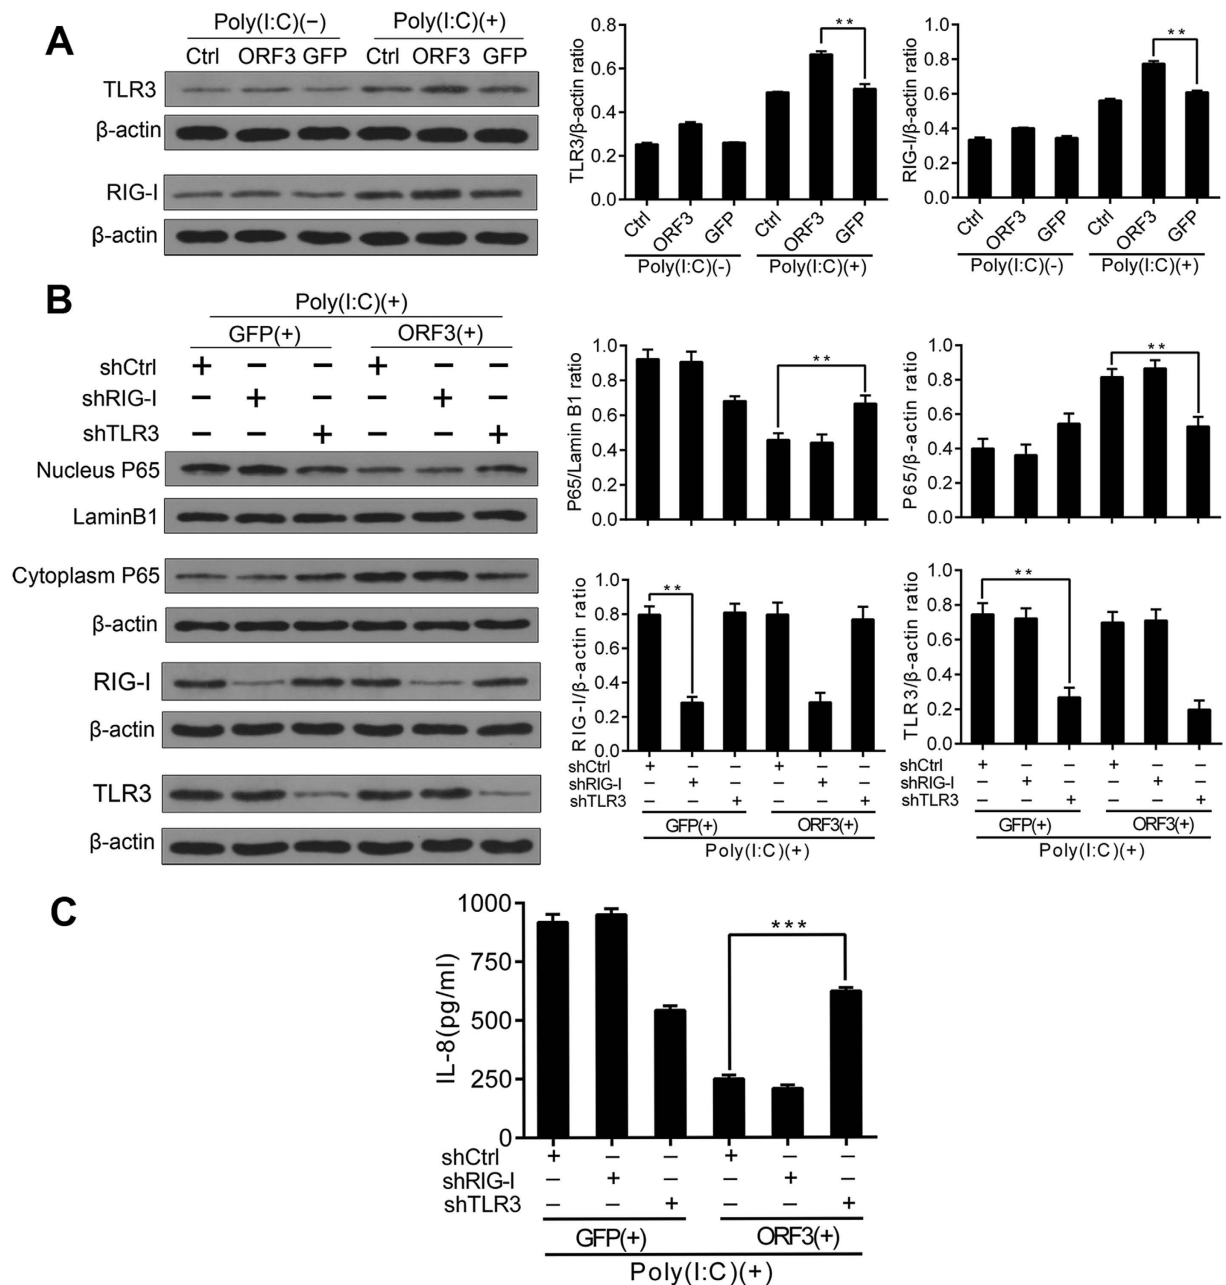 A
Poly(I:C)(−) Poly(I:C)(+)
Ctrl ORF3 GFP Ctrl ORF3 GFP
TLR3
β-actin
RIG-I
β-actin
TLR3/β-actin ratio
0.8
0.6
0.4
0.2
0.0
**
Ctrl ORF3 GFP Ctrl ORF3 GFP
Poly(I:C)(-) Poly(I:C)(+)
RIG-I/β-actin ratio
1.0
0.8
0.6
0.4
0.2
0.0
**
Ctrl ORF3 GFP Ctrl ORF3 GFP
Poly(I:C)(-) Poly(I:C)(+)
B
Poly(I:C)(+)
GFP(+) ORF3(+)
shCtrl + − − + − −
shRIG-I − + − − + −
shTLR3 − − + − − +
Nucleus P65
LaminB1
Cytoplasm P65
β-actin
RIG-I
β-actin
TLR3
β-actin
P65/Lamin B1 ratio
1.0
0.8
0.6
0.4
0.2
0.0
**
P65/β-actin ratio
1.0
0.8
0.6
0.4
0.2
0.0
**
RIG-I/β-actin ratio
1.0
0.8
0.6
0.4
0.2
0.0
**
shCtrl + − − + − −
shRIG-I − + − − + −
shTLR3 − − + − − +
GFP(+) ORF3(+)
Poly(I:C)(+)
TLR3/β-actin ratio
1.0
0.8
0.6
0.4
0.2
0.0
**
shCtrl + − − + − −
shRIG-I − + − − + −
shTLR3 − − + − − +
GFP(+) ORF3(+)
Poly(I:C)(+)
C
IL-8(pg/ml)
1000
750
500
250
0
***
shCtrl + − − + − −
shRIG-I − + − − + −
shTLR3 − − + − − +
GFP(+) ORF3(+)
Poly(I:C)(+)